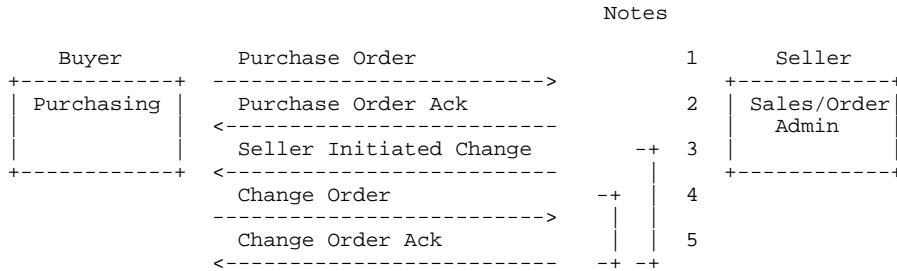 Notes
Buyer Purchase Order 1 Seller
Purchasing Purchase Order Ack 2 Sales/Order
Admin
Seller Initiated Change 3
Change Order 4
Change Order Ack 5